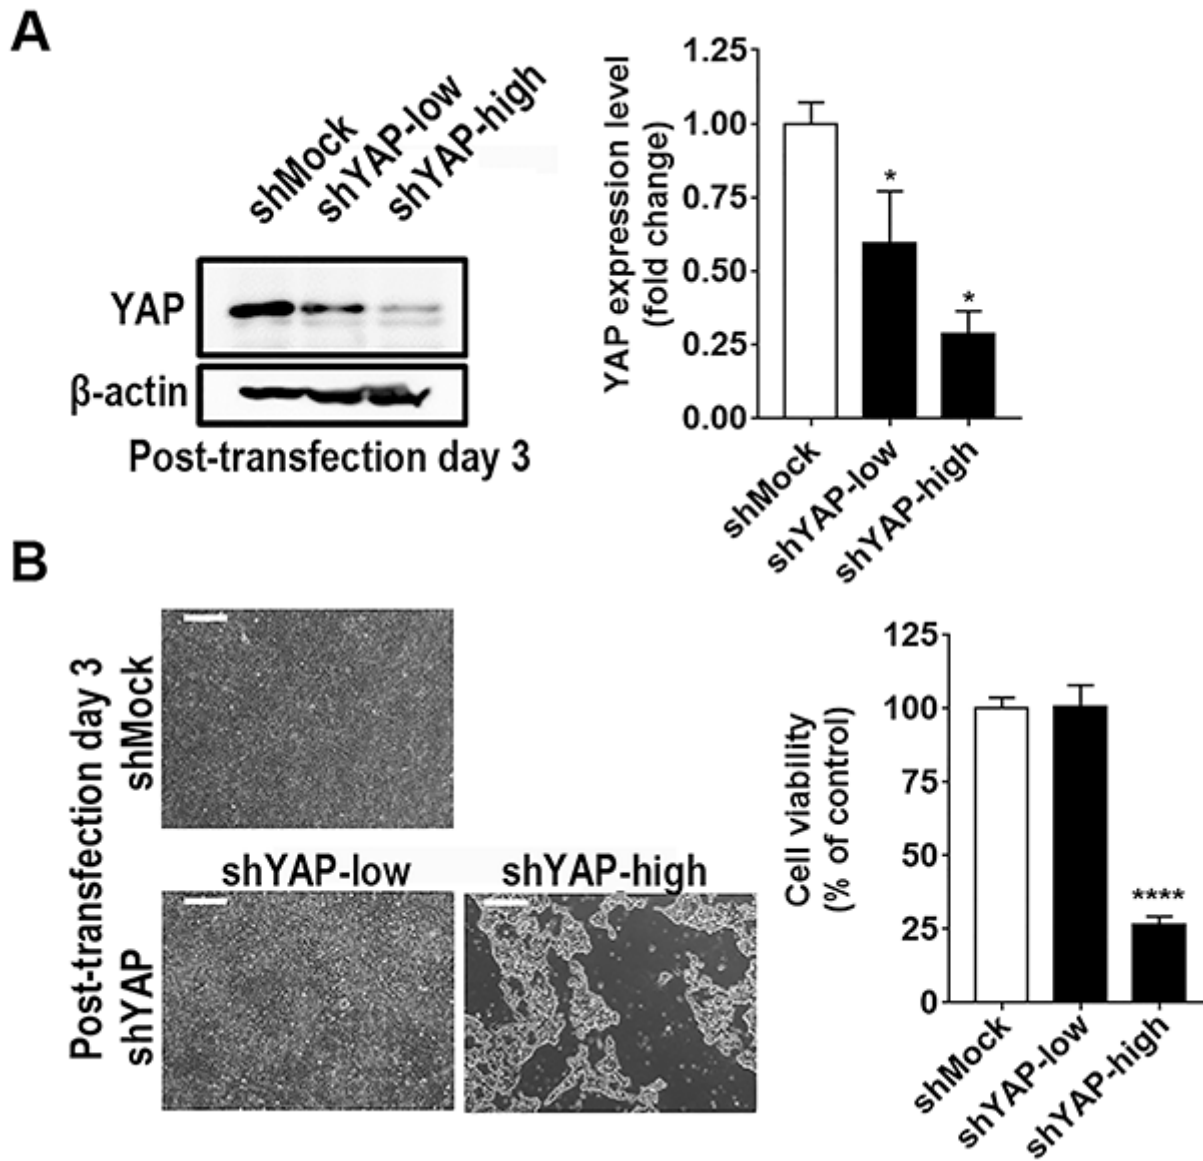 A
shMock
shYAP-low
shYAP-high
YAP
β-actin
Post-transfection day 3
YAP expression level
(fold change)
1.25
1.00
0.75
0.50
0.25
0.00
*
*
shMock
shYAP-low
shYAP-high
B
Post-transfection day 3
shMock
shYAP
shYAP-low
shYAP-high
Cell viability
(% of control)
125
100
75
50
25
0
****
shMock
shYAP-low
shYAP-high